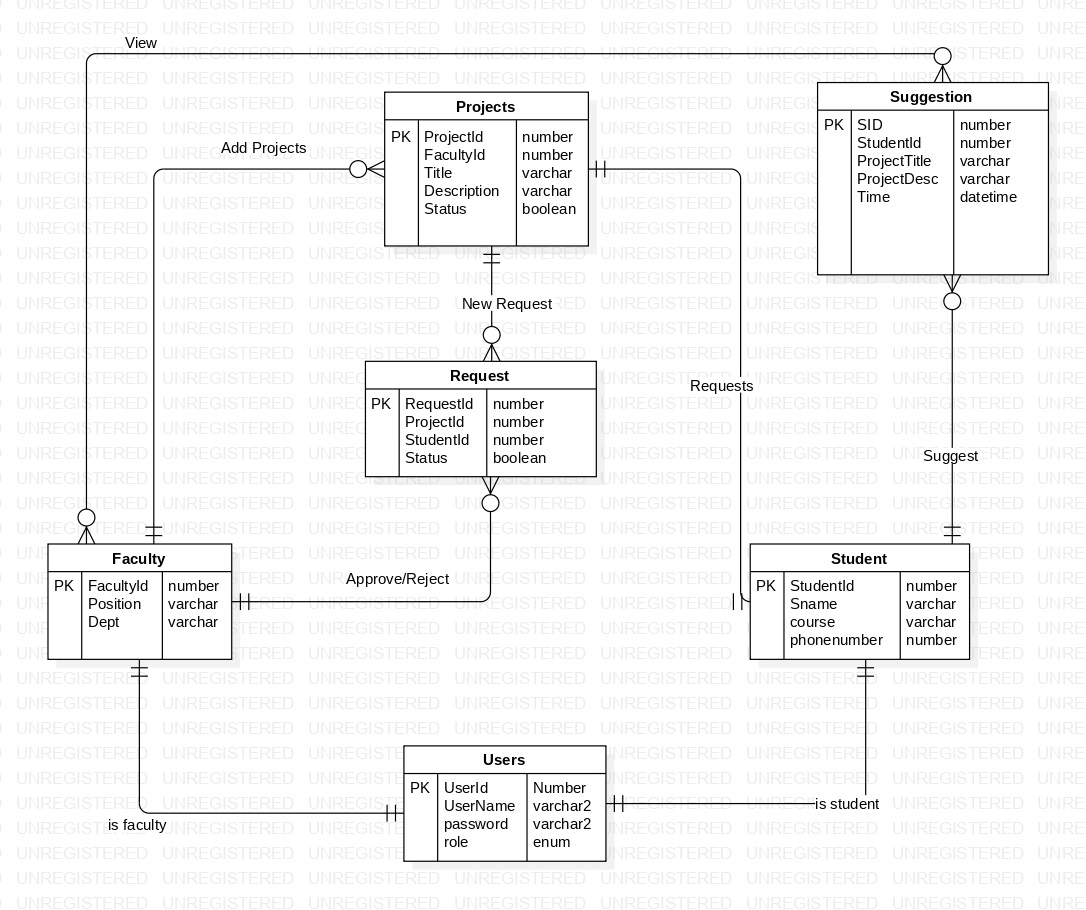 View
Projects
PK ProjectId number
FacultyId number
Title varchar
Description varchar
Status boolean
Suggestion
PK SID number
StudentId number
ProjectTitle varchar
ProjectDesc varchar
Time datetime
Add Projects
New Request
Request
PK RequestId number
ProjectId number
StudentId number
Status boolean
Requests
Suggest
Faculty
PK FacultyId number
Position varchar
Dept varchar
Approve/Reject
Student
PK StudentId number
Sname varchar
course varchar
phonenumber number
Users
PK UserId Number
UserName varchar2
password varchar2
role enum
is faculty
is student
UNREGISTERED